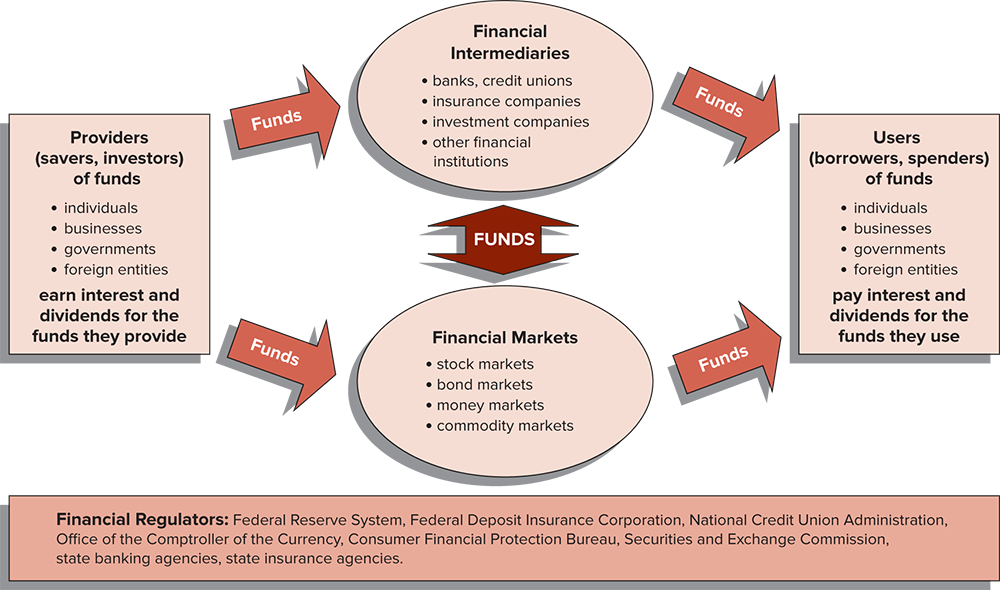 Financial
Intermediaries
• banks, credit unions
• insurance companies
• investment companies
• other financial
institutions
Funds
Funds
Providers
(savers, investors)
of funds
• individuals
• businesses
• governments
• foreign entities
earn interest and
dividends for the
funds they provide
Users
(borrowers, spenders)
of funds
• individuals
• businesses
• governments
• foreign entities
pay interest and
dividends for the
funds they use
FUNDS
Funds
Funds
Financial Markets
• stock markets
• bond markets
• money markets
• commodity markets
Financial Regulators: Federal Reserve System, Federal Deposit Insurance Corporation, National Credit Union Administration,
Office of the Comptroller of the Currency, Consumer Financial Protection Bureau, Securities and Exchange Commission,
state banking agencies, state insurance agencies.